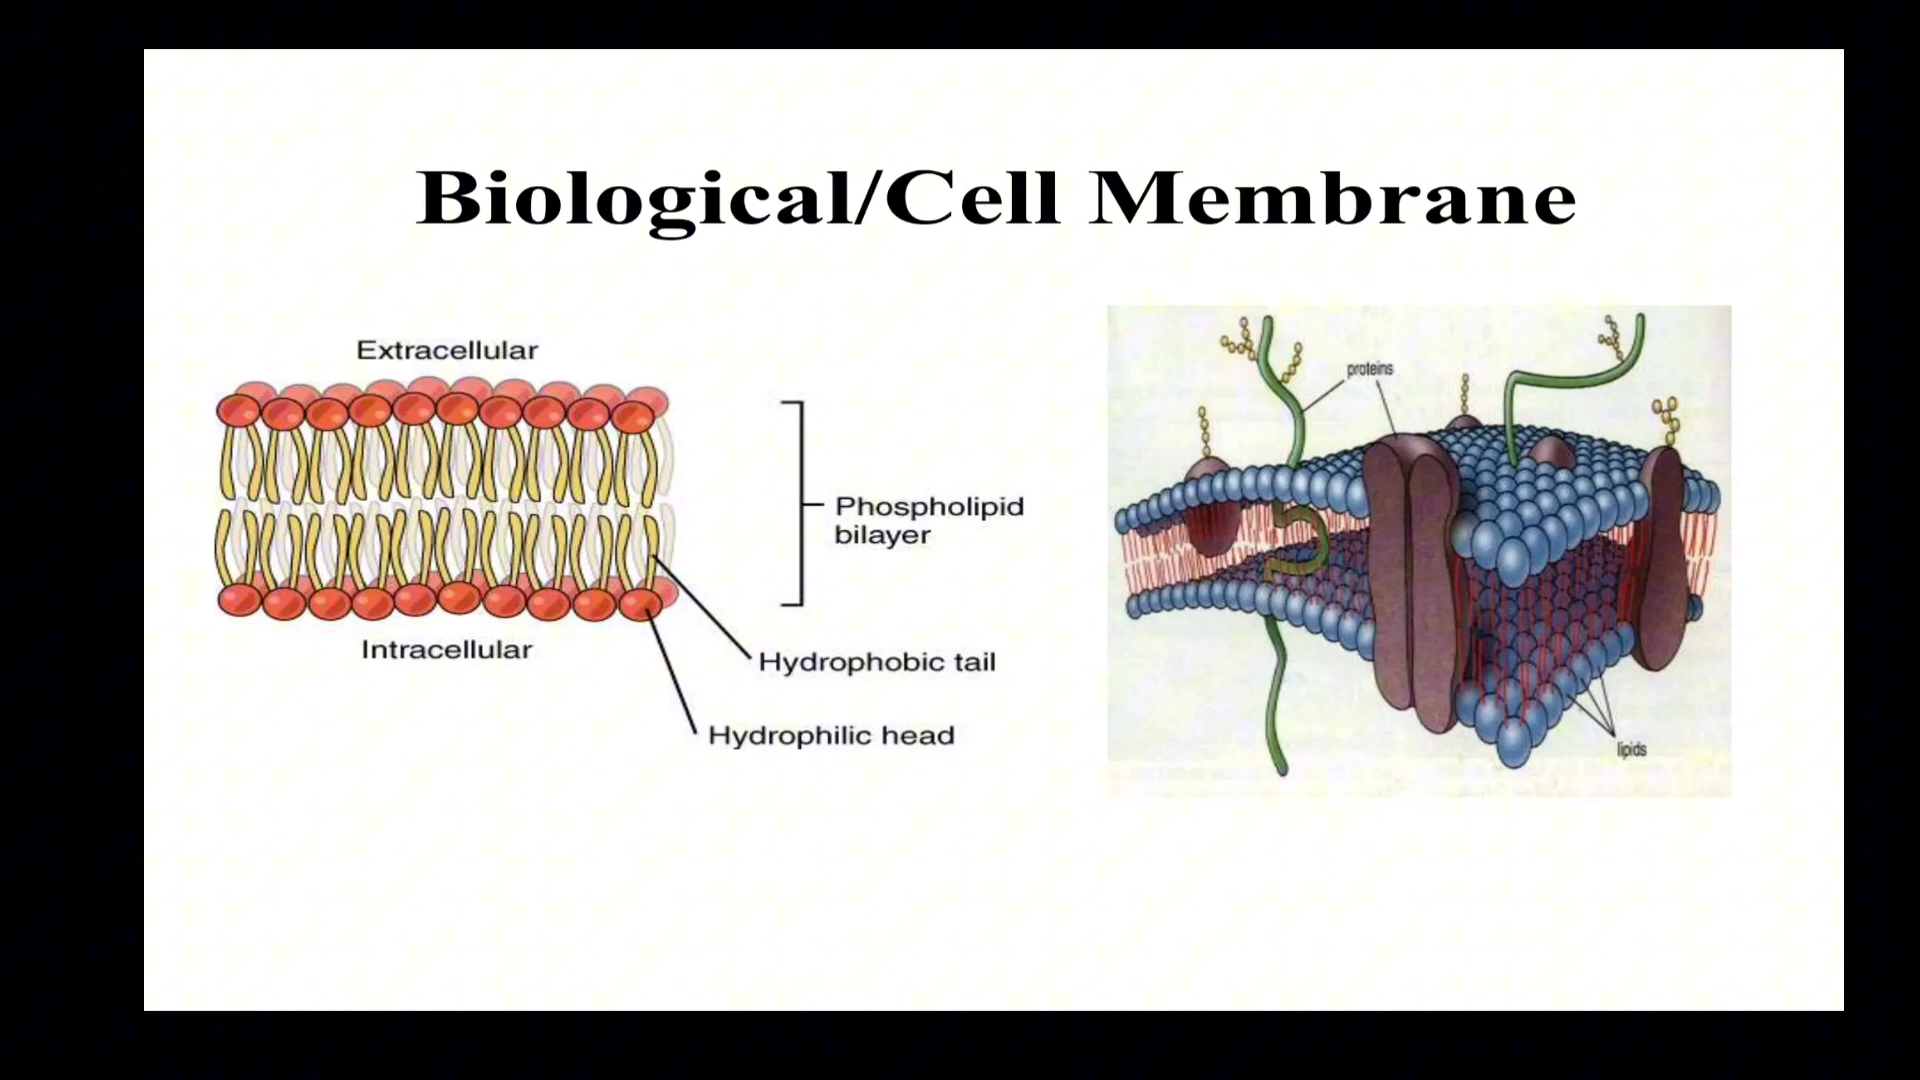 Biological/Cell Membrane
Extracellular
Phospholipid
bilayer
Hydrophobic tail
Intracellular
Hydrophilic head
proteins
lipids